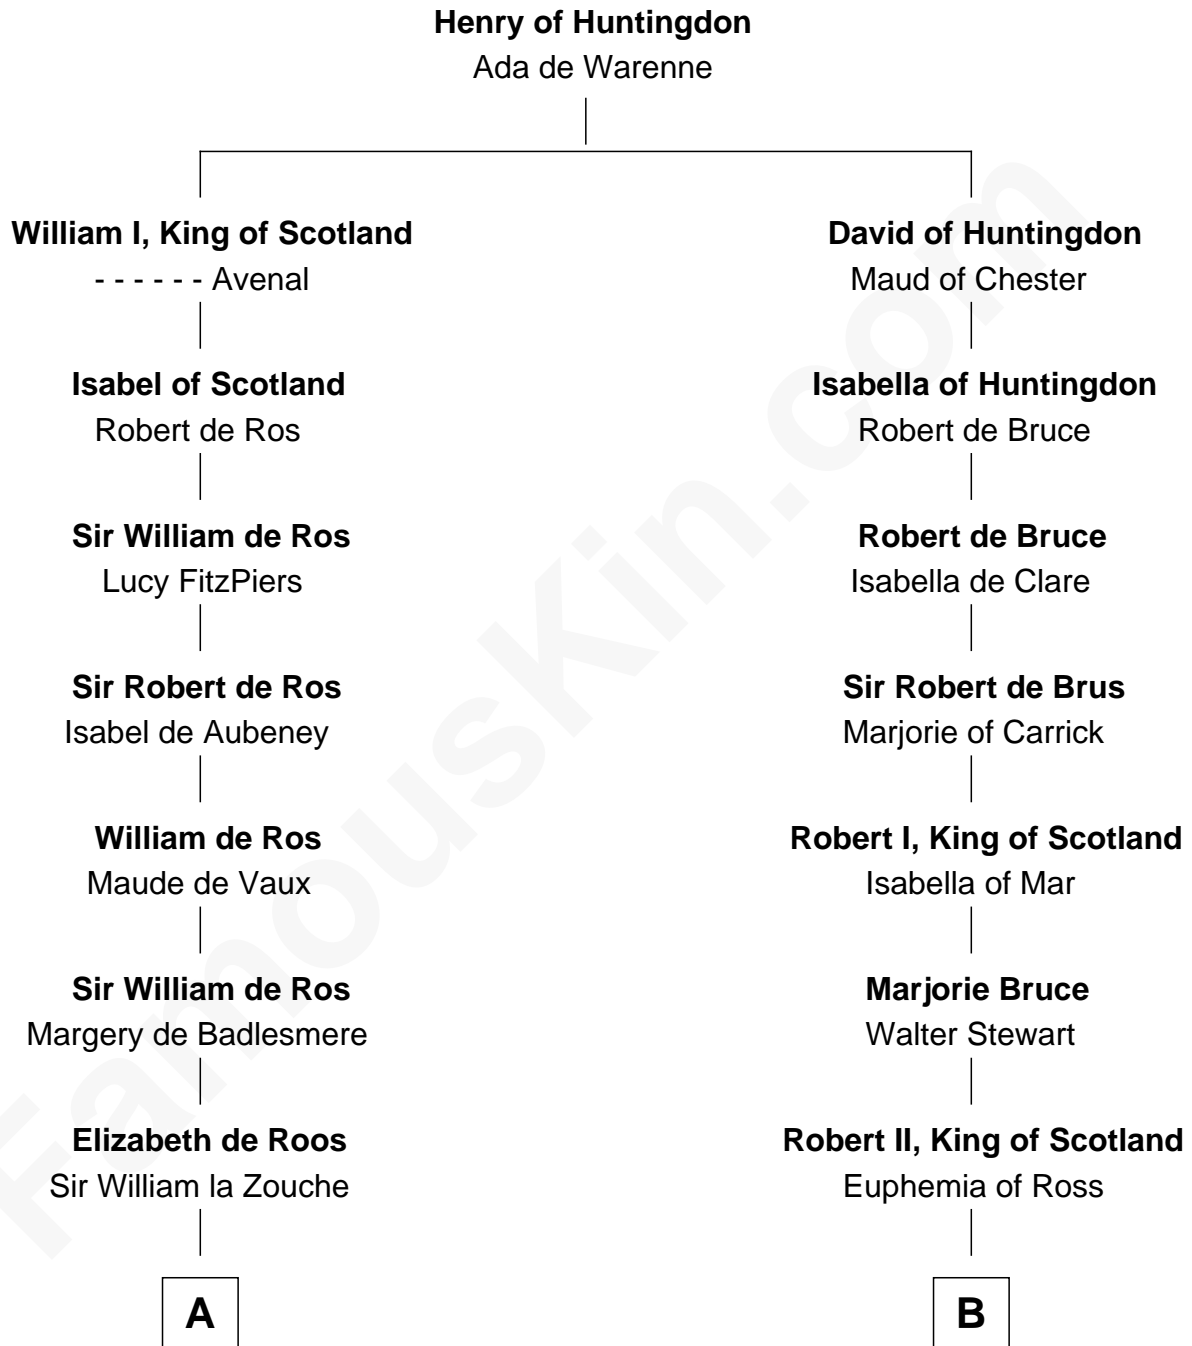 Henry of Huntingdon
Ada de Warenne
William I, King of Scotland
- - - - - - Avenal
David of Huntingdon
Maud of Chester
Isabel of Scotland
Robert de Ros
Isabella of Huntingdon
Robert de Bruce
Sir William de Ros
Lucy FitzPiers
Robert de Bruce
Isabella de Clare
Sir Robert de Ros
Isabel de Aubeney
Sir Robert de Brus
Marjorie of Carrick
William de Ros
Maude de Vaux
Robert I, King of Scotland
Isabella of Mar
Sir William de Ros
Margery de Badlesmere
Marjorie Bruce
Walter Stewart
Elizabeth de Roos
Sir William la Zouche
Robert II, King of Scotland
Euphemia of Ross
A
B
FamousKin.com